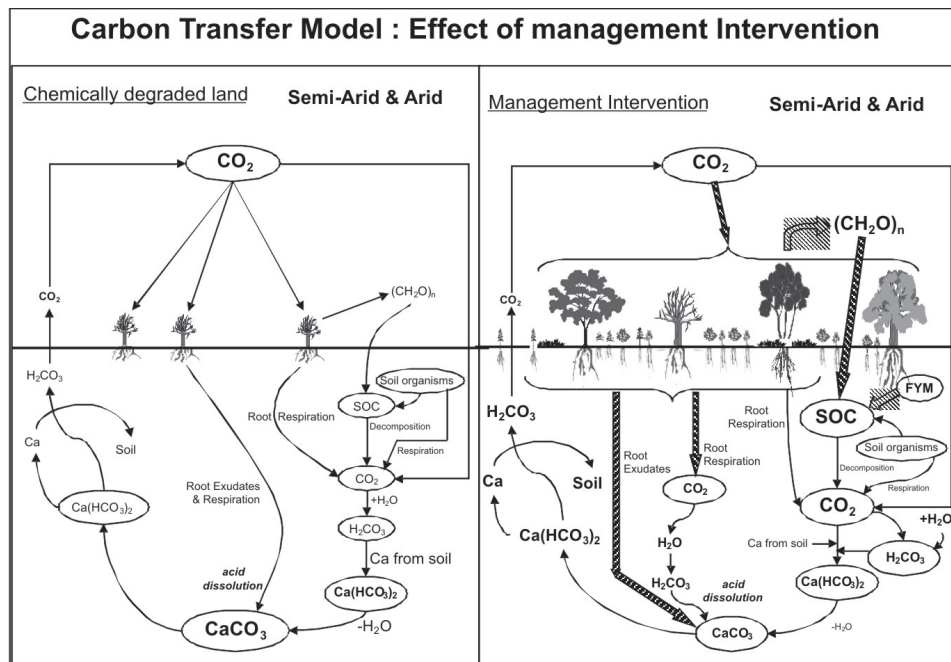 Carbon Transfer Model : Effect of management Intervention
Chemically degraded land
Semi-Arid & Arid
CO₂
CO₂
(CH₂O)ₙ
H₂CO₃
Soil organisms
SOC
Root Respiration
Decomposition
Respiration
Ca
Soil
CO₂
+H₂O
Root Exudates
& Respiration
Ca(HCO₃)₂
H₂CO₃
Ca from soil
acid
dissolution
Ca(HCO₃)₂
CaCO₃
-H₂O
Management Intervention
Semi-Arid & Arid
CO₂
(CH₂O)ₙ
CO₂
FYM
H₂CO₃
SOC
Root
Respiration
Soil organisms
Root
Exudates
Root
Respiration
Decomposition
Respiration
Ca
Soil
CO₂
CO₂
+H₂O
Ca(HCO₃)₂
H₂O
Ca from soil
H₂CO₃
H₂CO₃
acid
dissolution
Ca(HCO₃)₂
CaCO₃
-H₂O